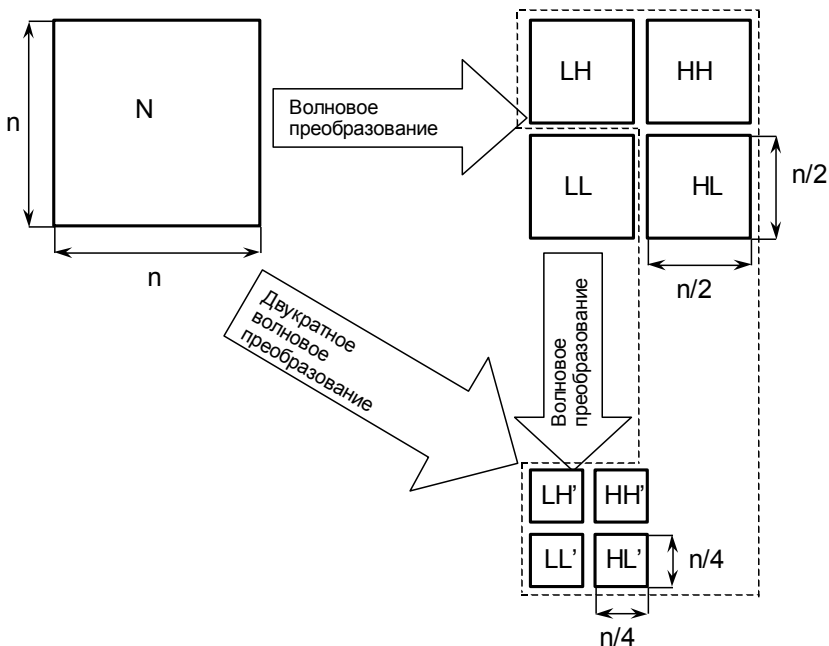 n
N
n
Волновое
преобразование
LH
HH
LL
HL
n/2
n/2
Двукратное
волновое
преобразование
Волновое
преобразование
LH’
HH’
LL’
HL’
n/4
n/4